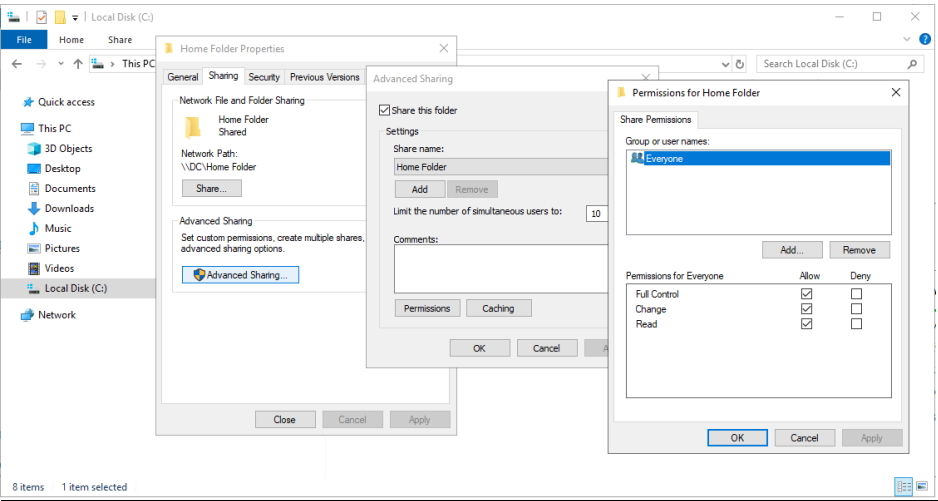 Local Disk (C:)
File Home Share
This PC
Search Local Disk (C:)
Quick access
This PC
3D Objects
Desktop
Documents
Downloads
Music
Pictures
Videos
Local Disk (C:)
Network
8 items 1 item selected
Home Folder Properties
General Sharing Security Previous Versions
Network File and Folder Sharing
Home Folder
Shared
Network Path:
\\DC\Home Folder
Share...
Advanced Sharing
Set custom permissions, create multiple shares,
advanced sharing options.
Advanced Sharing...
Close Cancel Apply
Advanced Sharing
Share this folder
Settings
Share name:
Home Folder
Add Remove
Limit the number of simultaneous users to: 10
Comments:
Permissions Caching
OK Cancel
Permissions for Home Folder
Share Permissions
Group or user names:
Everyone
Add... Remove
Permissions for Everyone Allow Deny
Full Control
Change
Read
OK Cancel Apply